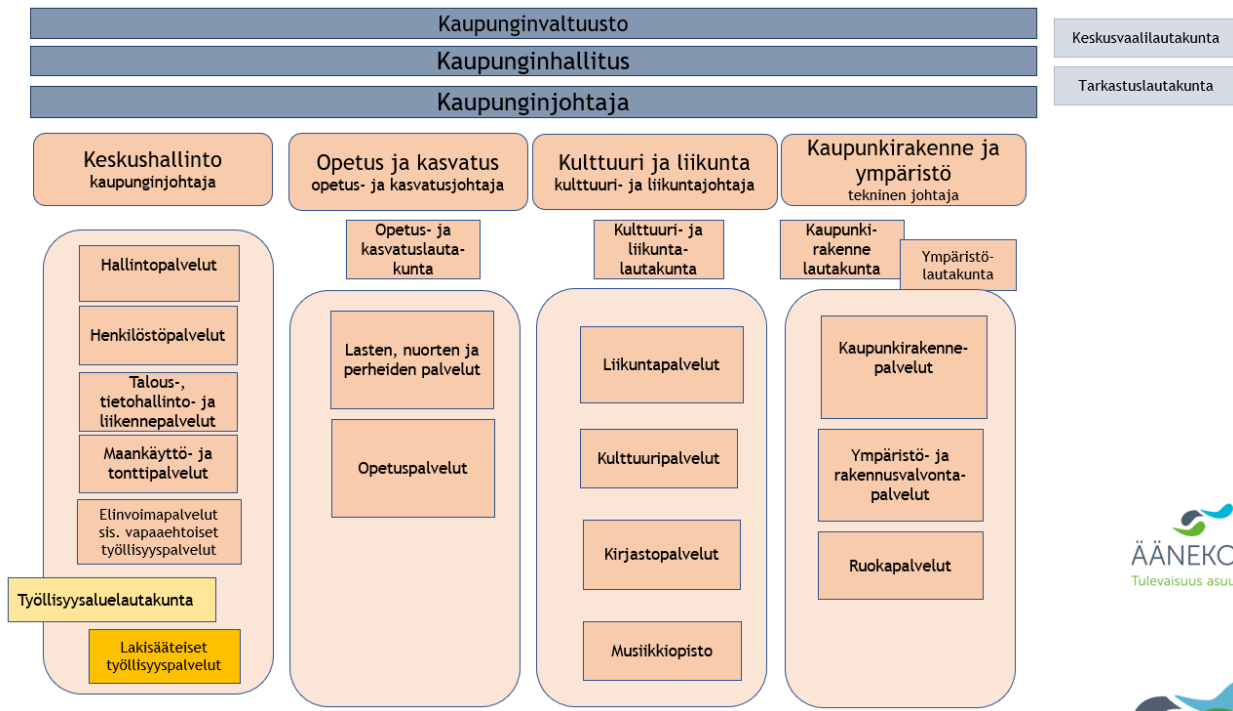 Kaupunginvaltuusto
Kaupunginhallitus
Kaupunginjohtaja
Keskusvaalilautakunta
Tarkastuslautakunta
Keskushallinto
kaupunginjohtaja
Opetus ja kasvatus
opetus- ja kasvatusjohtaja
Kulttuuri ja liikunta
kulttuuri- ja liikuntajohtaja
Kaupunkirakenne ja
ympäristö
tekninen johtaja
Hallintopalvelut
Henkilöstöpalvelut
Talous-,
tietohallinto- ja
liikennepalvelut
Maankäyttö- ja
tonttipalvelut
Elinvoimapalvelut
sis. vapaaehtoiset
työllisyyspalvelut
Työllisyysaluelautakunta
Lakisääteiset
työllisyyspalvelut
Opetus- ja
kasvatuslauta-
kunta
Lasten, nuorten ja
perheiden palvelut
Opetuspalvelut
Kulttuuri- ja
liikunta-
lautakunta
Liikuntapalvelut
Kulttuuripalvelut
Kirjastopalvelut
Musiikkiopisto
Kaupunki-
rakenne
lautakunta
Ympäristö-
lautakunta
Kaupunkirakenne-
palvelut
Ympäristö- ja
rakennusvalvonta-
palvelut
Ruokapalvelut
ÄÄNEKO
Tulevaisuus asuu